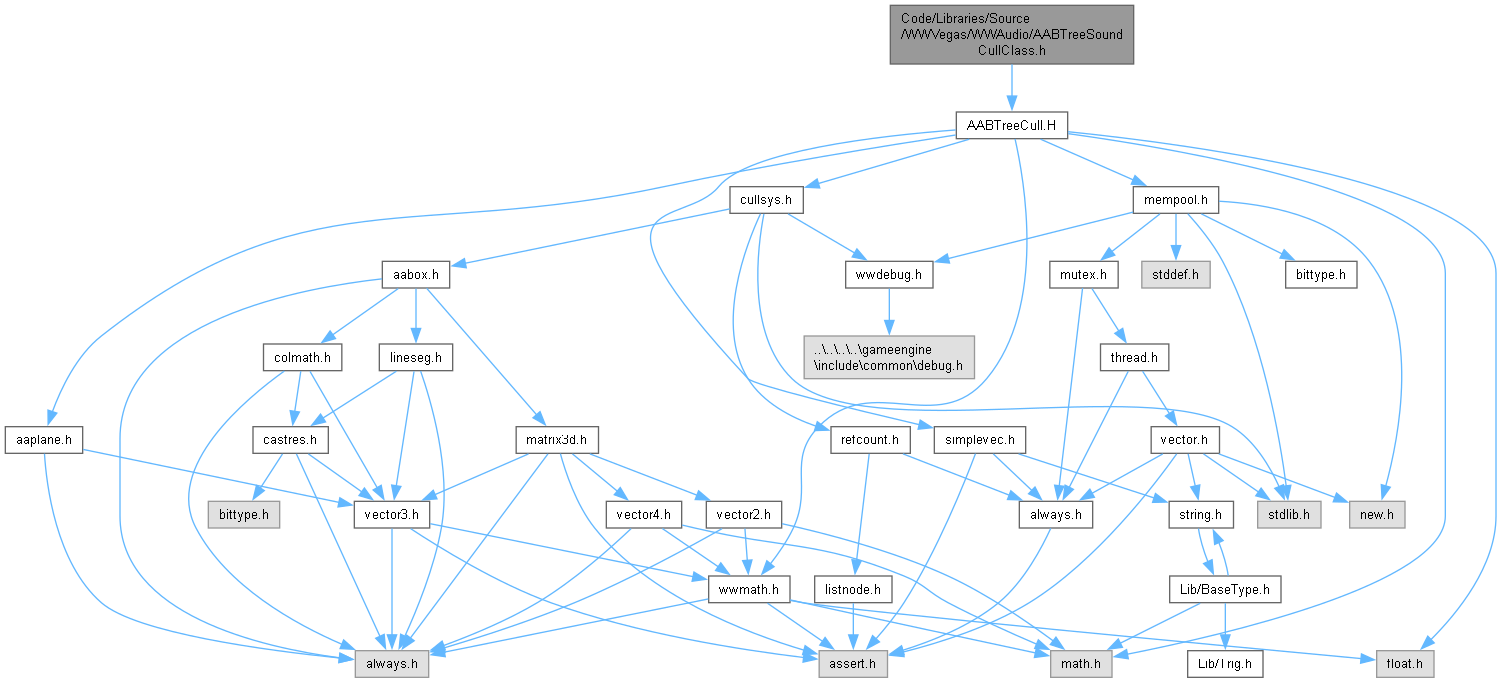 Code/Libraries/Source
/WWVegas/WWAudio/AABTreeSound
CullClass.h
AABTreeCull.H
cullsys.h
mempool.h
aabox.h
wwdebug.h
mutex.h
stddef.h
bittype.h
colmath.h
lineseg.h
..\..\..\..\gameengine
\include\common\debug.h
thread.h
aaplane.h
castres.h
matrix3d.h
refcount.h
simplevec.h
vector.h
bittype.h
vector3.h
vector4.h
vector2.h
always.h
string.h
stdlib.h
new.h
wwmath.h
listnode.h
Lib/BaseType.h
always.h
assert.h
math.h
Lib/Trig.h
float.h